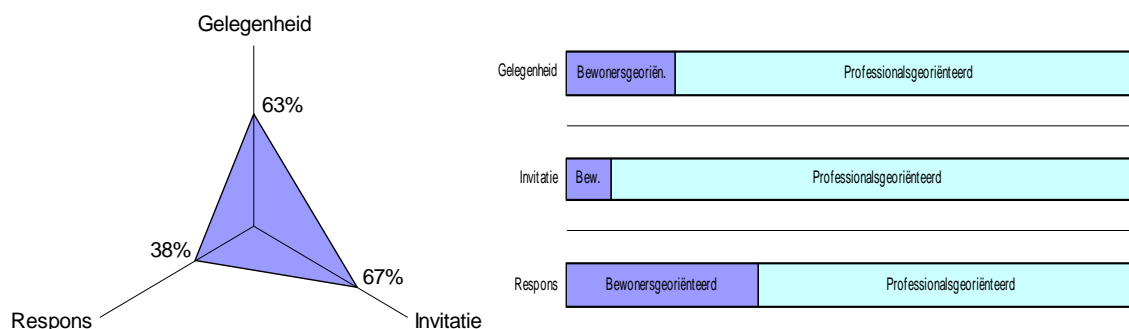 Gelegenheid
63%
38%
67%
Respons
Invitatie
Gelegenheid
Bewonersgeoriën.
Professionalsgeoriënteerd
Invitatie
Bew.
Professionalsgeoriënteerd
Respons
Bewonersgeoriënteerd
Professionalsgeoriënteerd